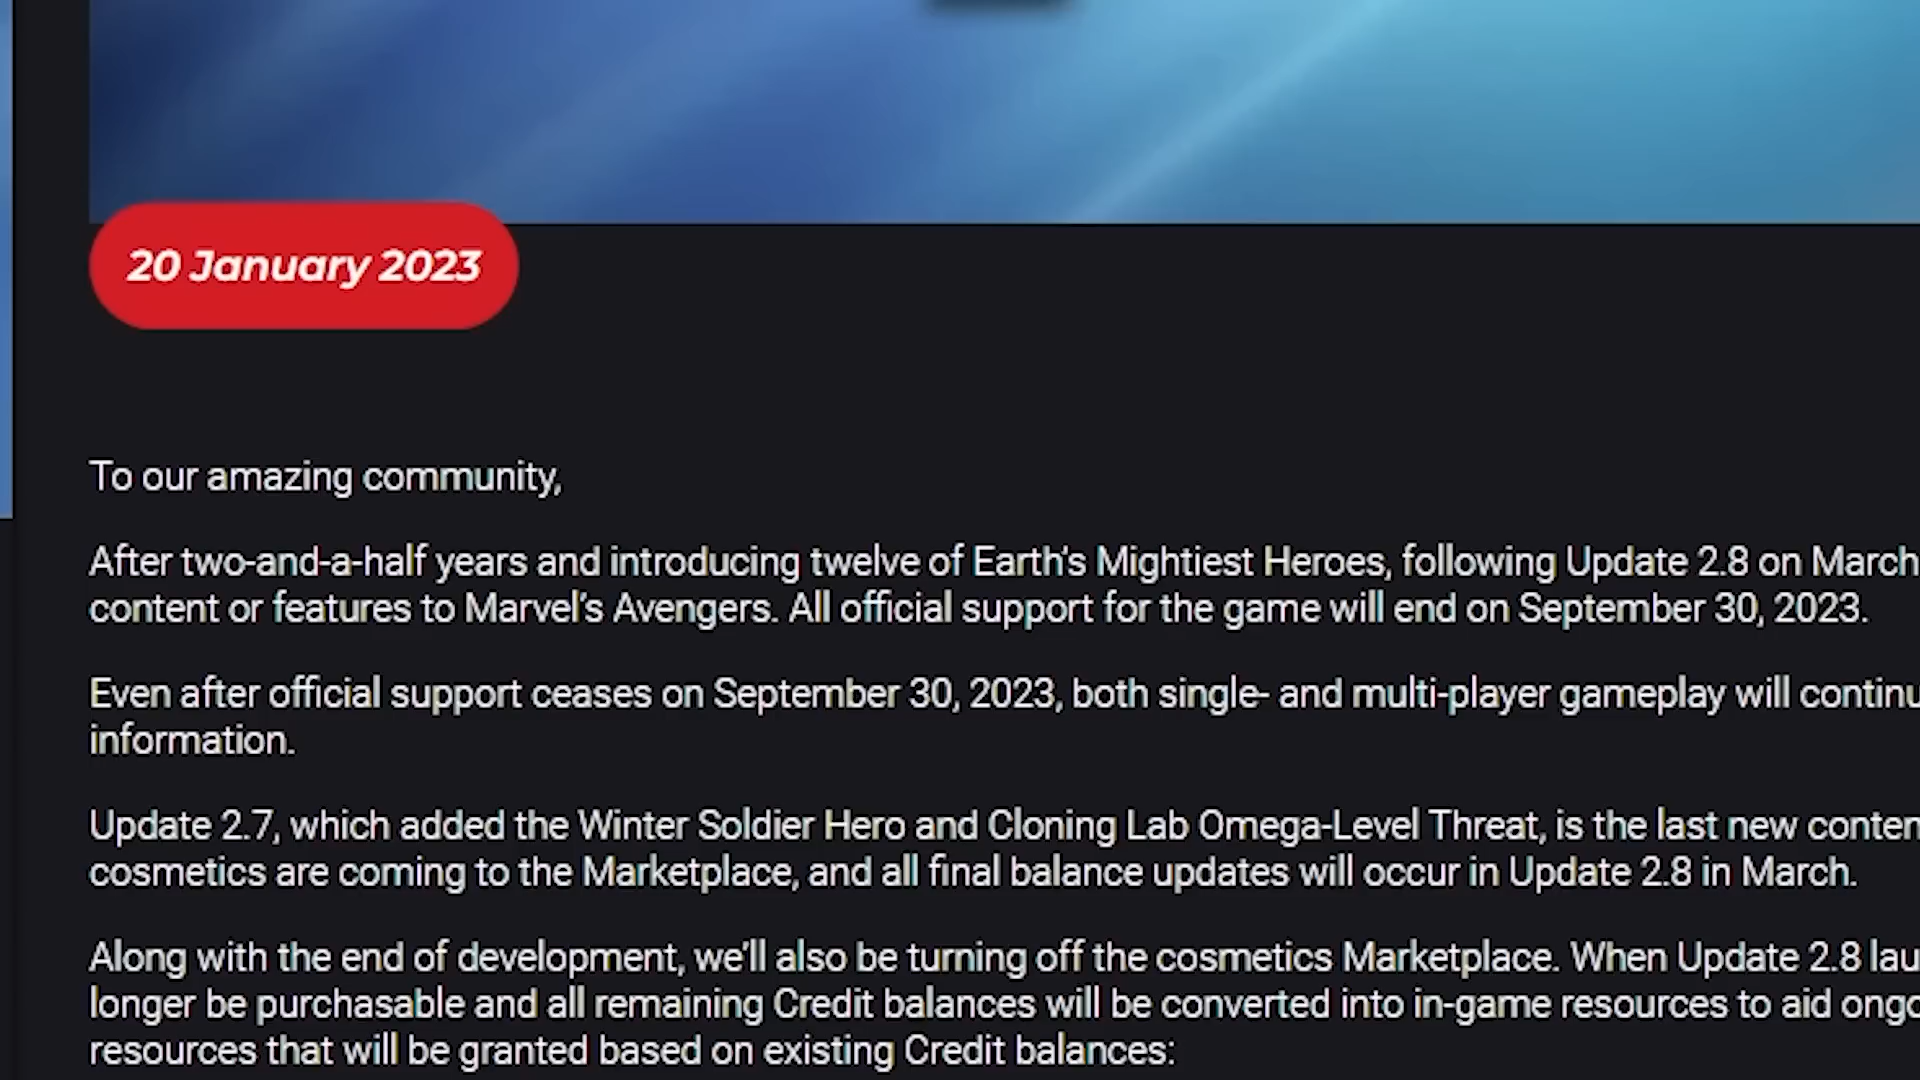 20 January 2023
To our amazing community,
After two-and-a-half years and introducing twelve of Earth's Mightiest Heroes, following Update 2.8 on March
content or features to Marvel's Avengers. All official support for the game will end on September 30, 2023.
Even after official support ceases on September 30, 2023, both single- and multi-player gameplay will continu
information.
Update 2.7, which added the Winter Soldier Hero and Cloning Lab Omega-Level Threat, is the last new conten
cosmetics are coming to the Marketplace, and all final balance updates will occur in Update 2.8 in March.
Along with the end of development, we'll also be turning off the cosmetics Marketplace. When Update 2.8 lau
longer be purchasable and all remaining Credit balances will be converted into in-game resources to aid ongo
resources that will be granted based on existing Credit balances: